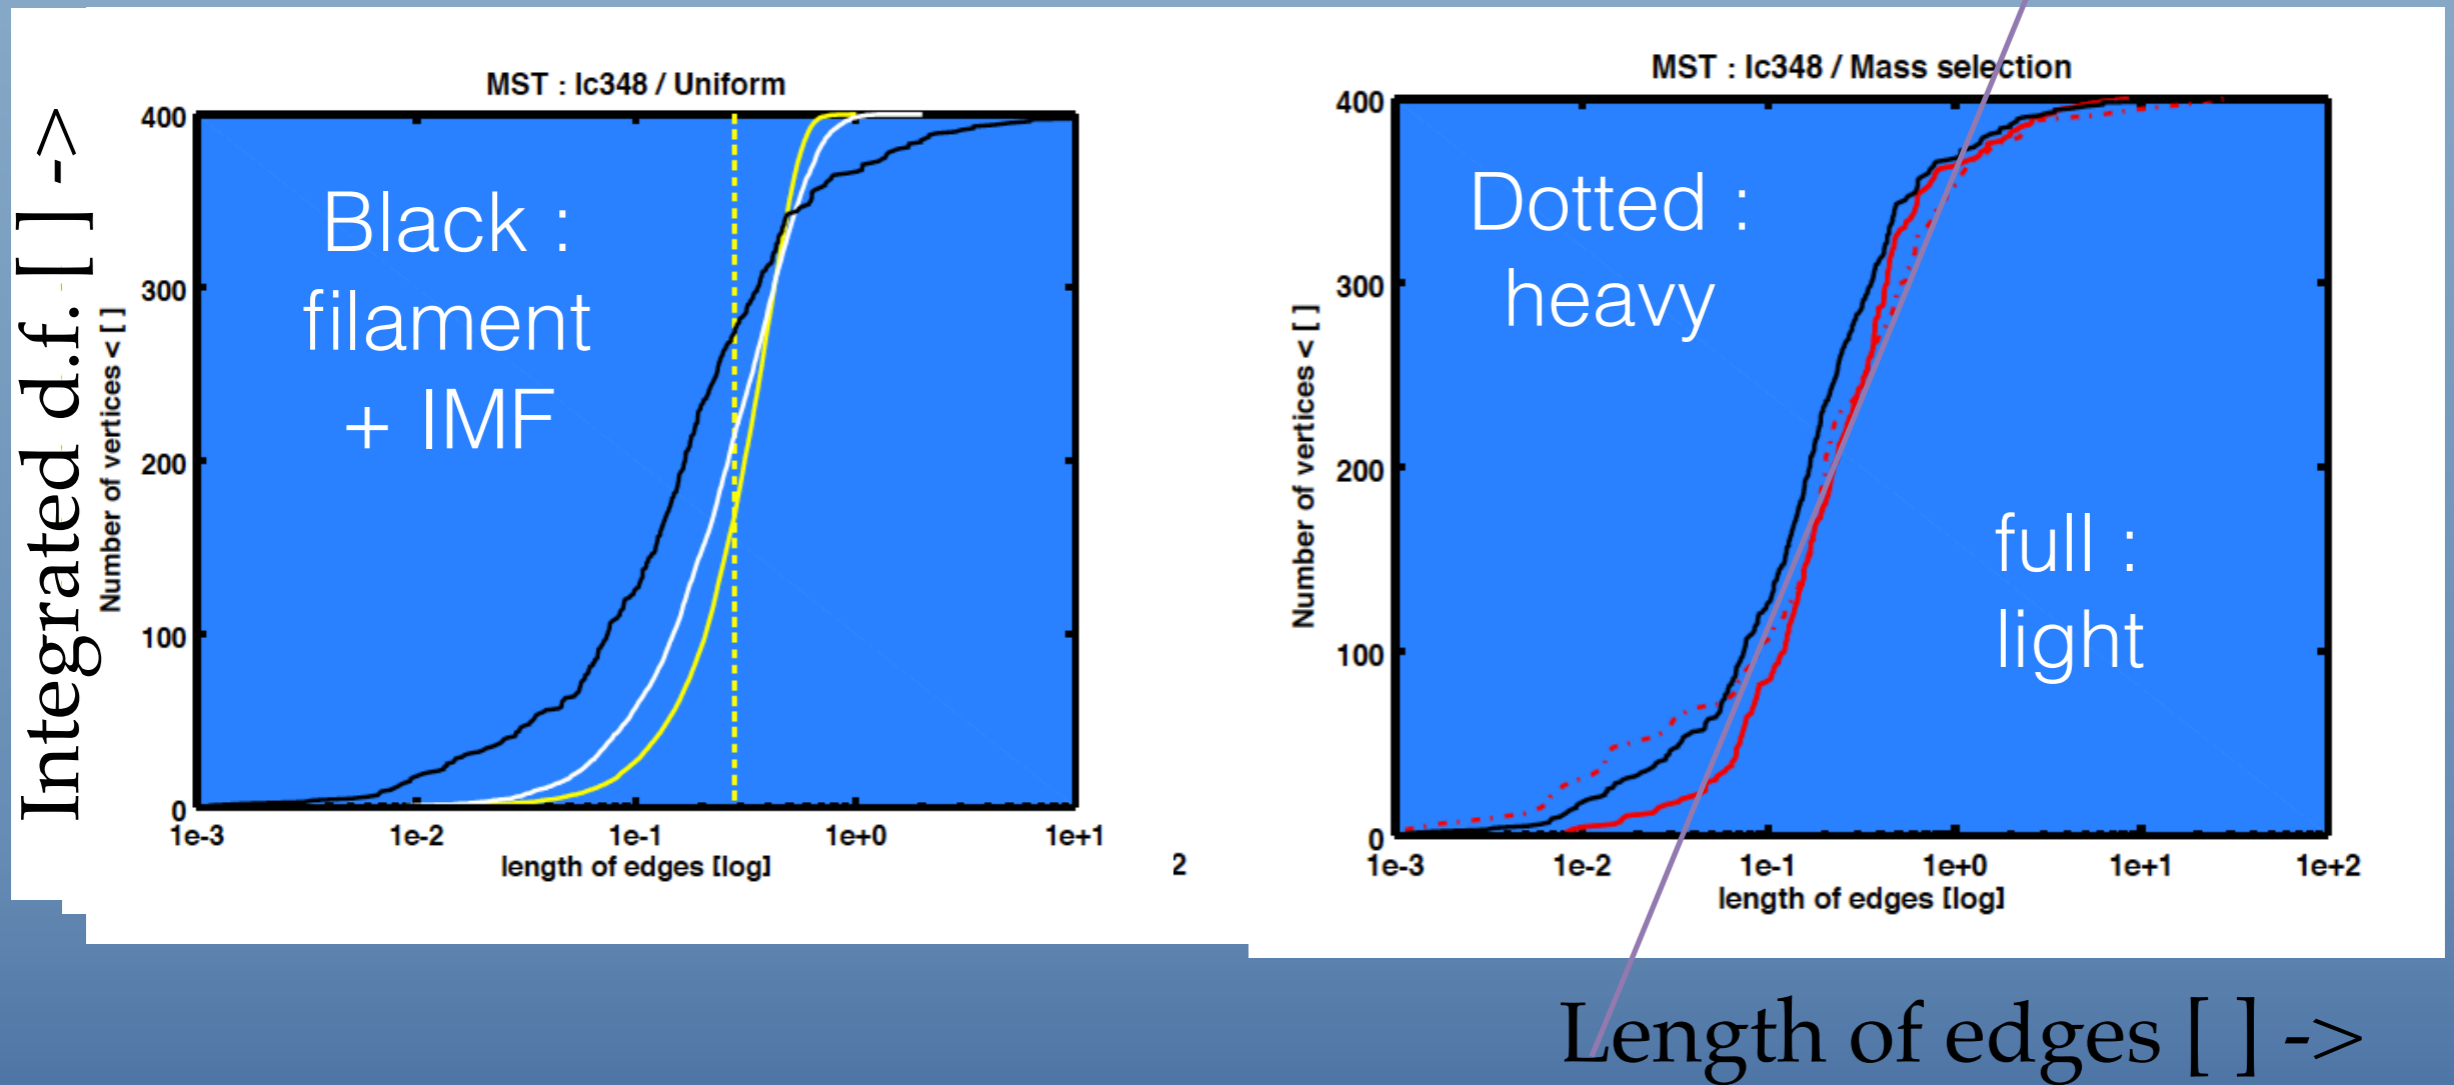 Integrated d.f. [ ] ->
MST : Ic348 / Uniform
Number of vertices < [ ]
400
300
200
100
0
Black :
filament
+ IMF
1e-3
1e-2
1e-1
1e+0
1e+1
length of edges [log]
2
MST : Ic348 / Mass selection
Number of vertices < [ ]
400
300
200
100
0
Dotted :
heavy
full :
light
1e-3
1e-2
1e-1
1e+0
1e+1
1e+2
length of edges [log]
Length of edges [ ] ->